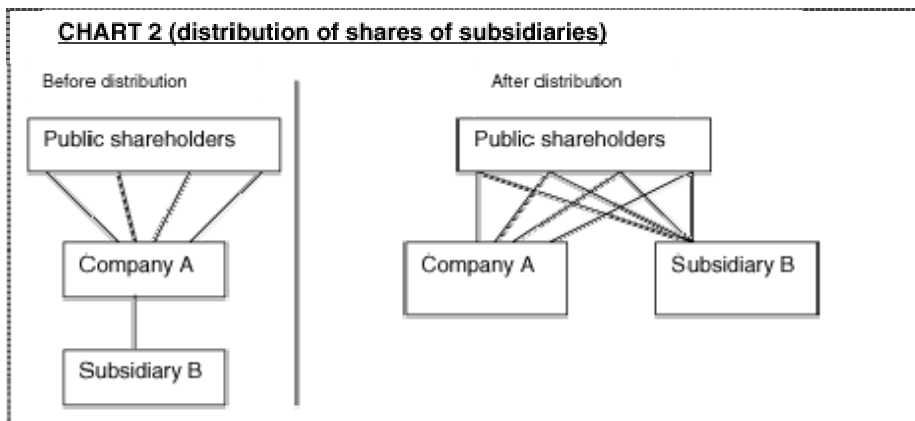 CHART 2 (distribution of shares of subsidiaries)
Before distribution
Public shareholders
Company A
Subsidiary B
After distribution
Public shareholders
Company A
Subsidiary B